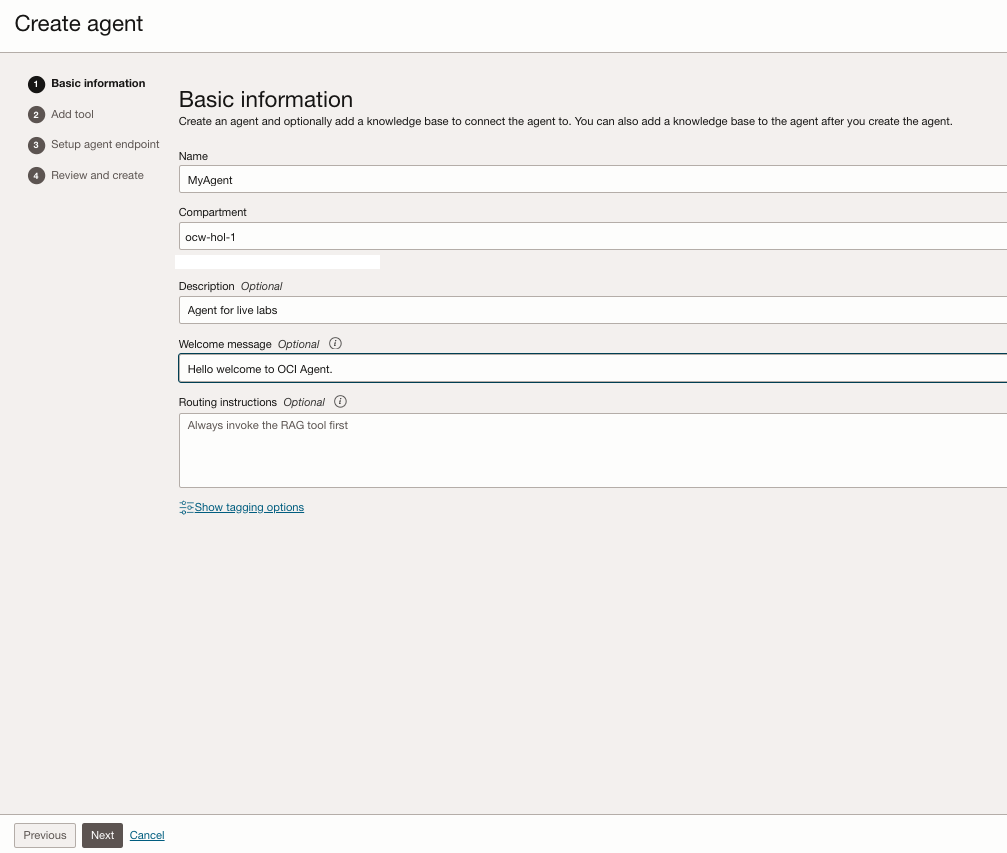 Create agent
1 Basic information
2 Add tool
3 Setup agent endpoint
4 Review and create
Basic information
Create an agent and optionally add a knowledge base to connect the agent to. You can also add a knowledge base to the agent after you create the agent.
Name
MyAgent
Compartment
ocw-hol-1
Description Optional
Agent for live labs
Welcome message Optional i
Hello welcome to OCI Agent.
Routing instructions Optional i
Always invoke the RAG tool first
Show tagging options
Previous Next Cancel